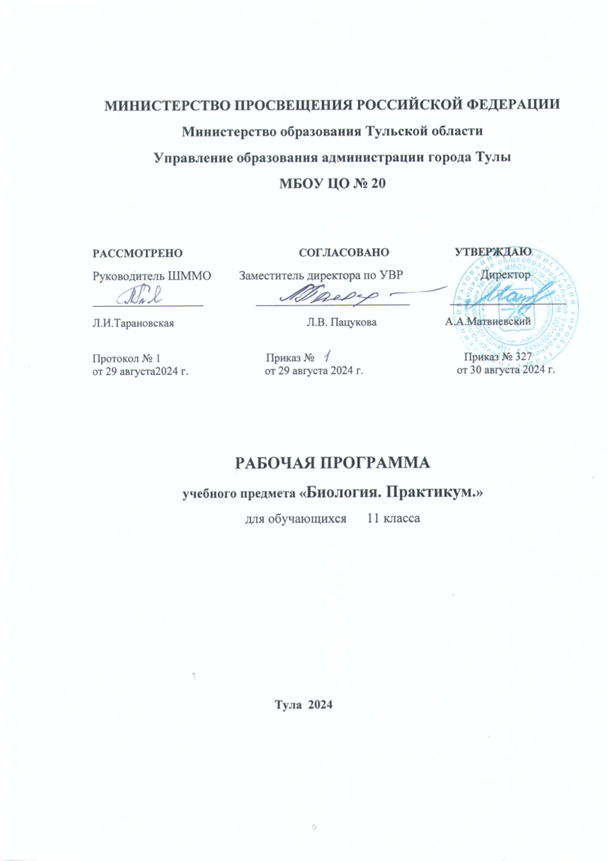 МИНИСТЕРСТВО ПРОСВЕЩЕНИЯ РОССИЙСКОЙ ФЕДЕРАЦИИ
Министерство образования Тульской области
Управление образования администрации города Тулы
МБОУ ЦО № 20
РАССМОТРЕНО СОГЛАСОВАНО УТВЕРЖДАЮ
Руководитель ШММО Заместитель директора по УВР Директор
Л.И.Тарановская Л.В. Пацукова А.А.Матвиевский
Протокол № 1 Приказ № 1 Приказ № 327
от 29 августа2024 г. от 29 августа 2024 г. от 30 августа 2024 г.
РАБОЧАЯ ПРОГРАММА
учебного предмета «Биология. Практикум.»
для обучающихся 11 класса
Тула 2024